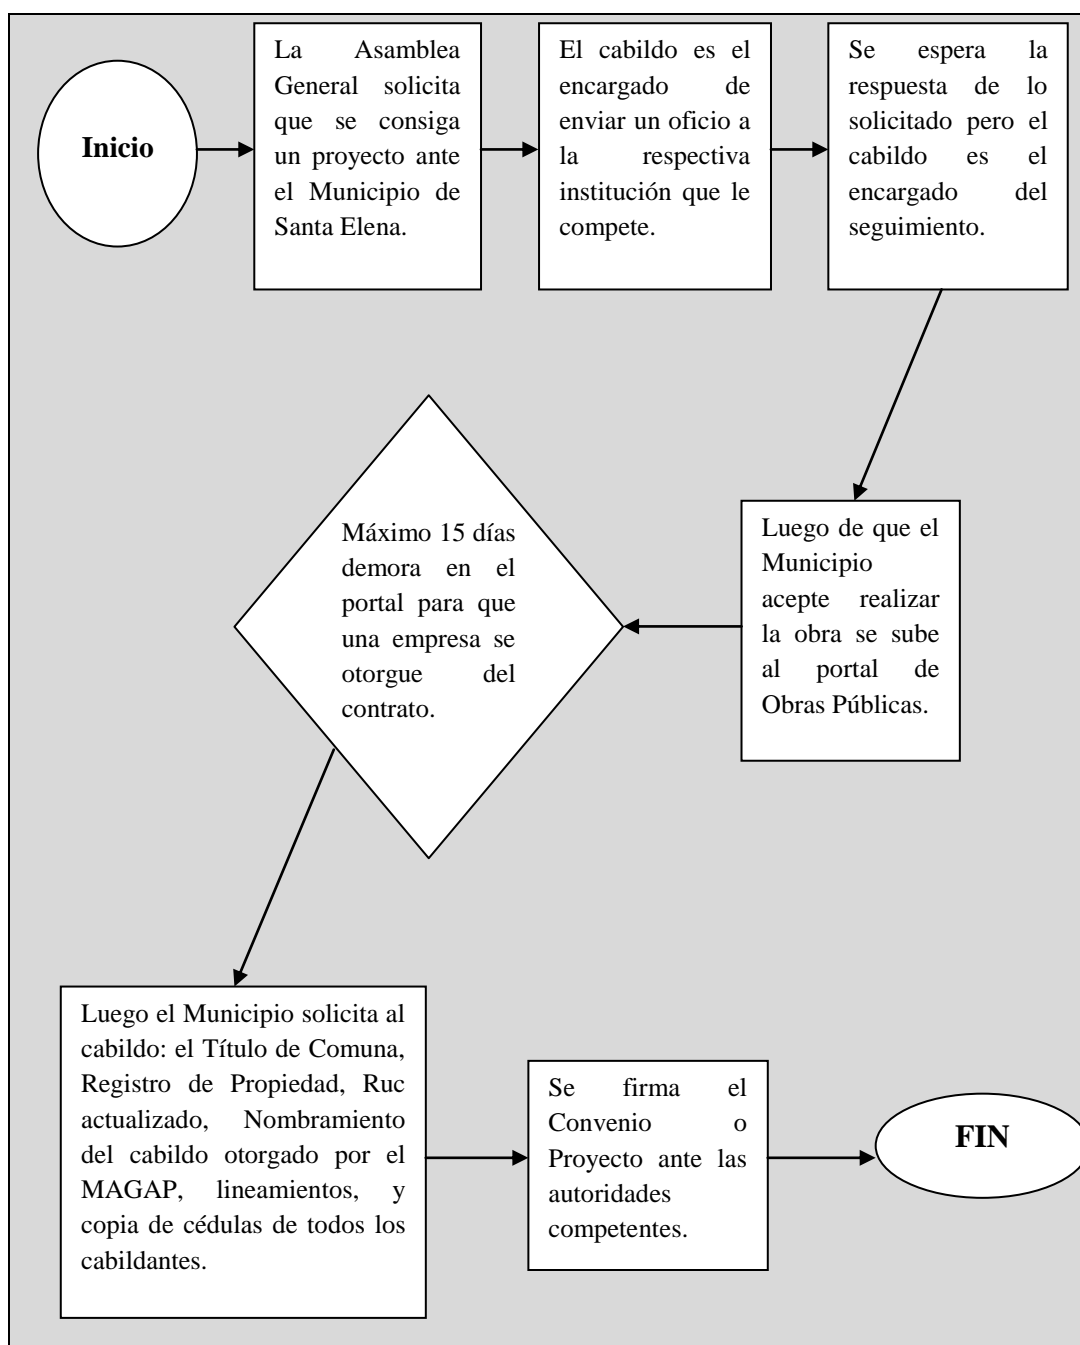 Inicio
La Asamblea
General solicita
que se consiga
un proyecto ante
el Municipio de
Santa Elena.
El cabildo es el
encargado de
enviar un oficio a
la respectiva
institución que le
compete.
Se espera la
respuesta de lo
solicitado pero el
cabildo es el
encargado del
seguimiento.
Luego de que el
Municipio
acepte realizar
la obra se sube
al portal de
Obras Públicas.
Máximo 15 días
demora en el
portal para que
una empresa se
otorgue del
contrato.
Luego el Municipio solicita al
cabildo: el Título de Comuna,
Registro de Propiedad, Ruc
actualizado, Nombramiento
del cabildo otorgado por el
MAGAP, lineamientos, y
copia de cédulas de todos los
cabildantes.
Se firma el
Convenio o
Proyecto ante las
autoridades
competentes.
FIN